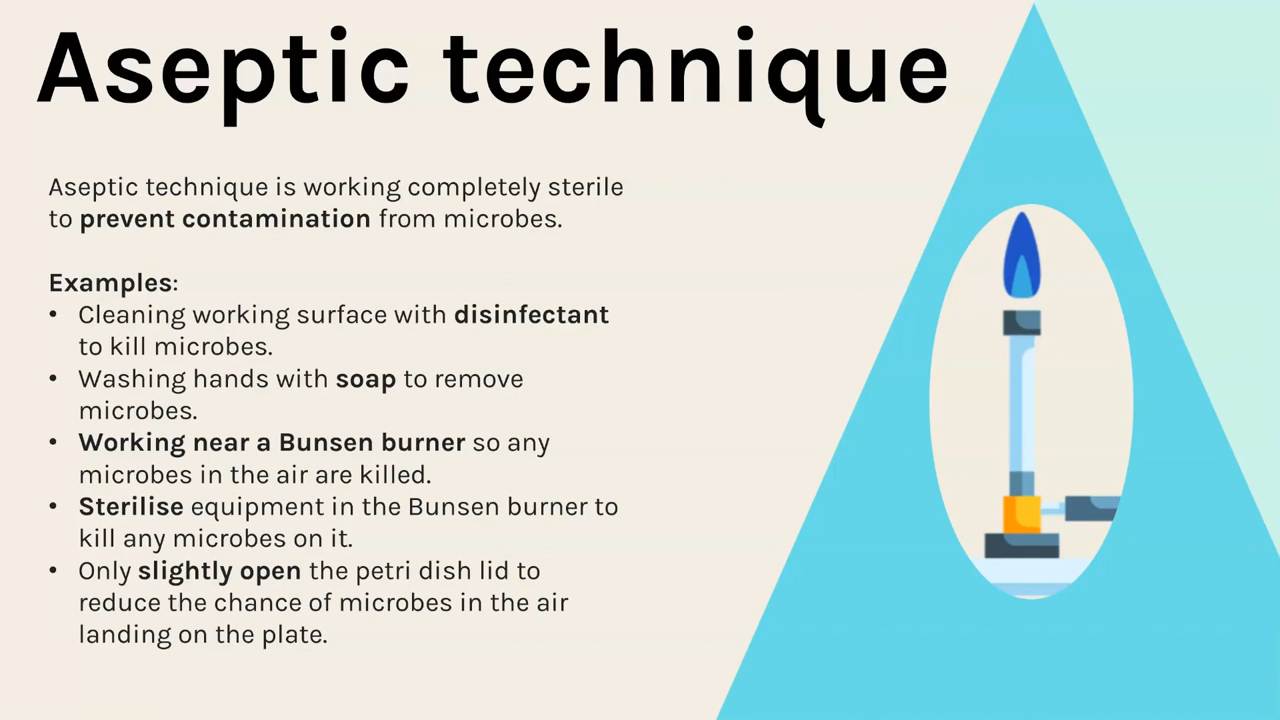 Aseptic technique
Aseptic technique is working completely sterile
to prevent contamination from microbes.
Examples:
• Cleaning working surface with disinfectant
to kill microbes.
• Washing hands with soap to remove
microbes.
• Working near a Bunsen burner so any
microbes in the air are killed.
• Sterilise equipment in the Bunsen burner to
kill any microbes on it.
• Only slightly open the petri dish lid to
reduce the chance of microbes in the air
landing on the plate.